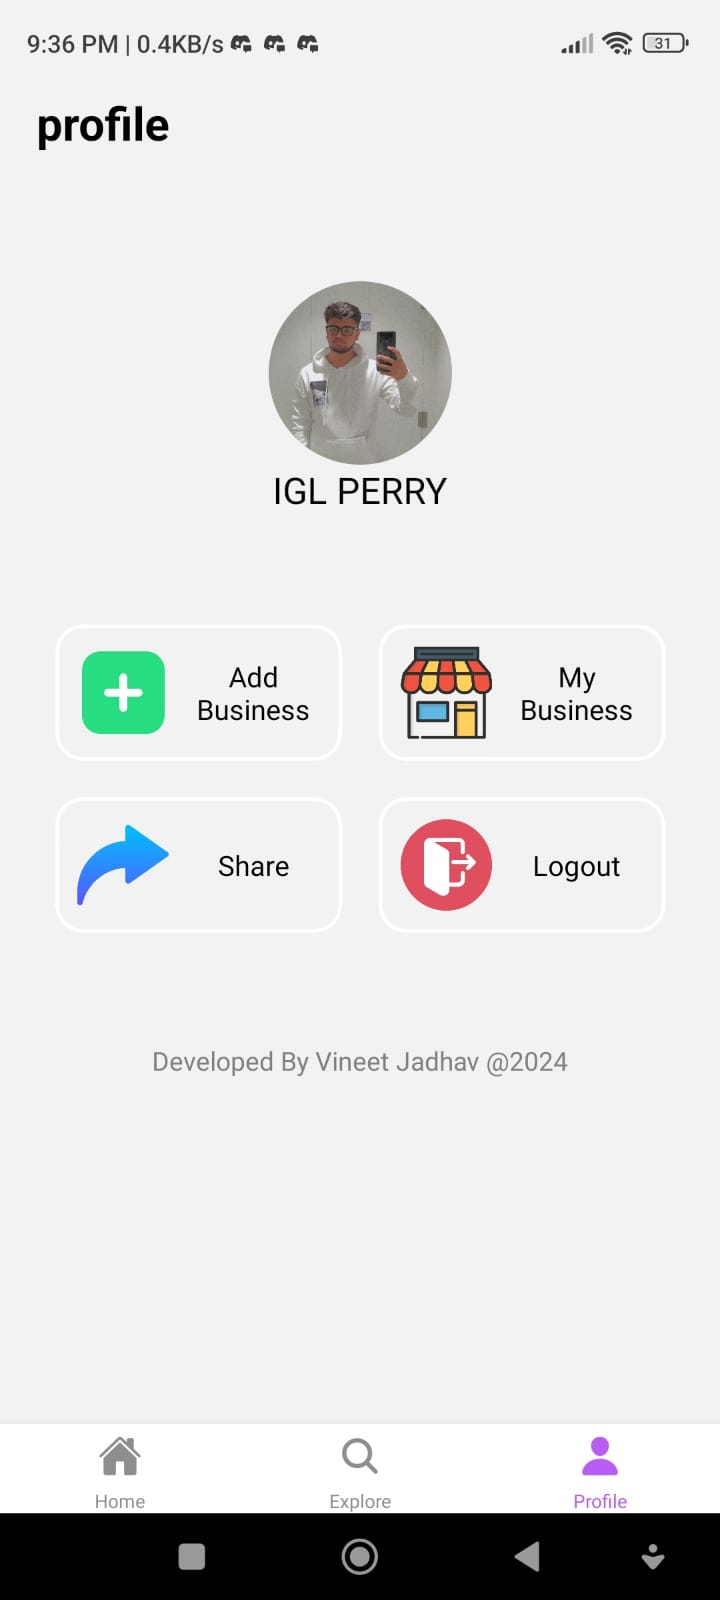 9:36 PM | 0.4KB/s
31
profile
IGL PERRY
Add
Business
My
Business
Share
Logout
Developed By Vineet Jadhav @2024
Home
Explore
Profile